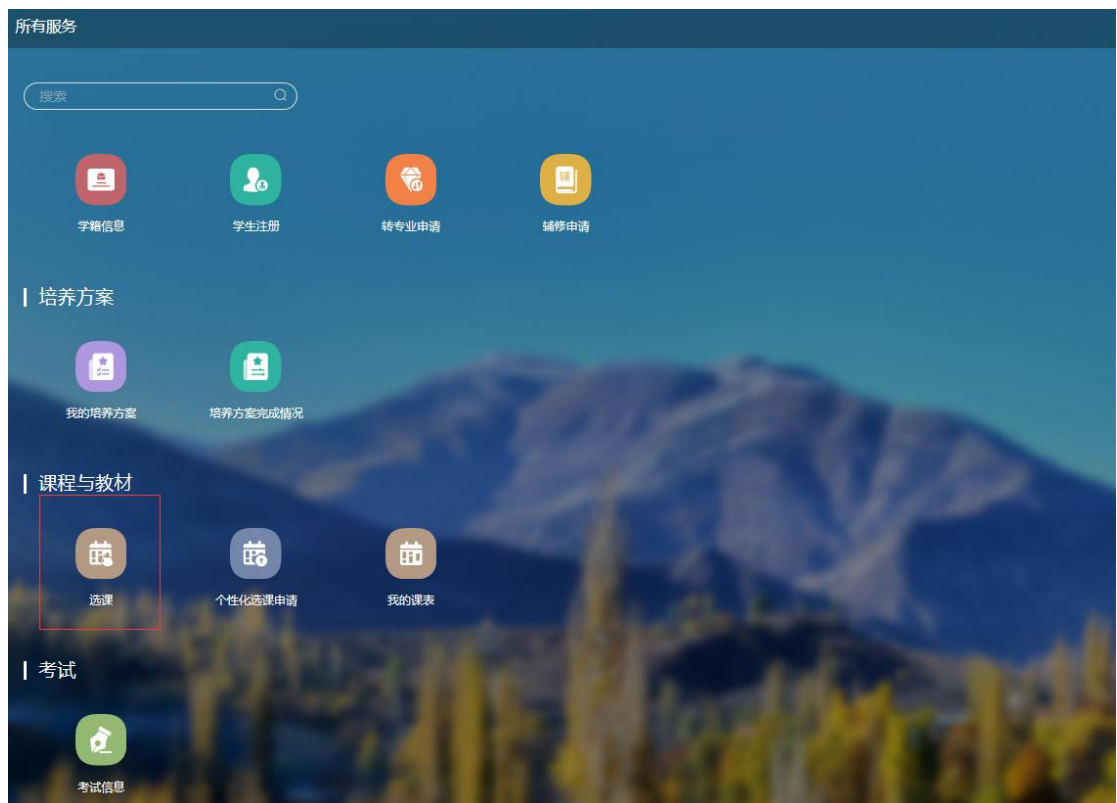 所有服务
搜索
学籍信息 学生注册 转专业申请 辅修申请
培养方案
我的培养方案 培养方案完成情况
课程与教材
选课 个性化选课申请 我的课表
考试
考试信息